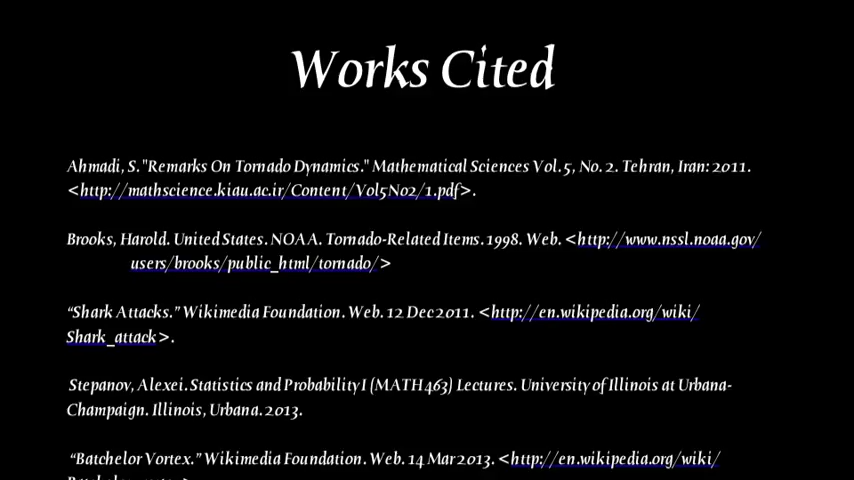 Works Cited
Ahmadi, S. "Remarks On Tornado Dynamics." Mathematical Sciences Vol. 5, No. 2. Tehran, Iran: 2011.
<http://mathscience.kiau.ac.ir/Content/Vol5No2/1.pdf>.
Brooks, Harold. United States. NOAA. Tornado-Related Items. 1998. Web. <http://www.nssl.noaa.gov/
users/brooks/public_html/tornado/>
“Shark Attacks.” Wikimedia Foundation. Web. 12 Dec 2011. <http://en.wikipedia.org/wiki/
Shark_attack>.
Stepanov, Alexei. Statistics and Probability I (MATH 463) Lectures. University of Illinois at Urbana-
Champaign. Illinois, Urbana. 2013.
“Batchelor Vortex.” Wikimedia Foundation. Web. 14 Mar 2013. <http://en.wikipedia.org/wiki/